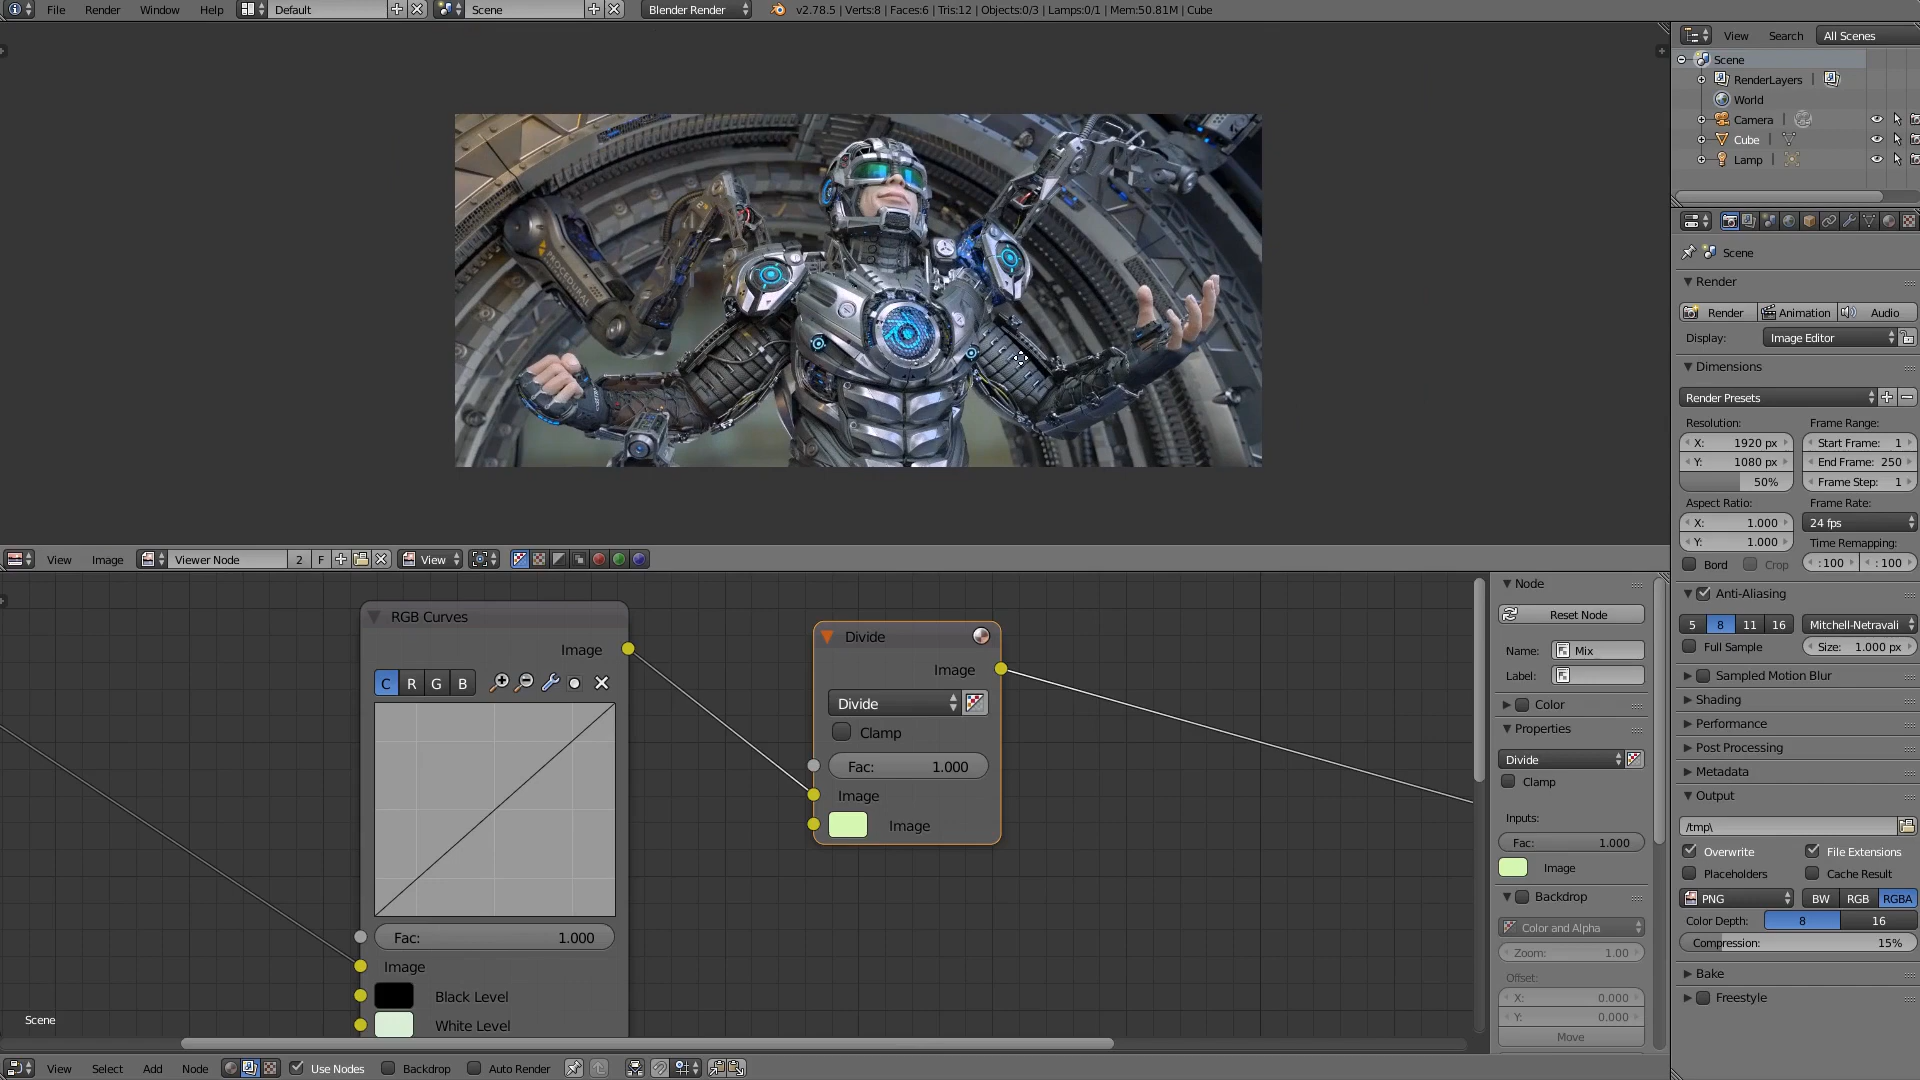 File Render Window Help Default Scene Blender Render v2.78.5 | Verts:8 | Faces:6 | Tris:12 | Objects:0/3 | Lamps:0/1 | Mem:50.81M | Cube
View Search All Scenes
Scene
RenderLayers |
World
Camera |
Cube |
Lamp |
Scene
Render
Render Animation Audio
Display: Image Editor
Dimensions
Render Presets
Resolution: Frame Range:
X: 1920 px Start Frame: 1
Y: 1080 px End Frame: 250
50% Frame Step: 1
Aspect Ratio: Frame Rate:
X: 1.000 24 fps
Y: 1.000 Time Remapping:
Bord Crop : 100 : 100
Anti-Aliasing
5 8 11 16 Mitchell-Netravali
Full Sample Size: 1.000 px
Sampled Motion Blur
Shading
Performance
Post Processing
Metadata
Output
/tmp\
Overwrite File Extensions
Placeholders Cache Result
PNG BW RGB RGBA
Color Depth: 8 16
Compression: 15%
Bake
Freestyle
PROCEDURAL
View Image Viewer Node 2 F View
RGB Curves
Image
C R G B
Fac: 1.000
Image
Black Level
White Level
Divide
Image
Divide
Clamp
Fac: 1.000
Image
Image
Node
Reset Node
Name: Mix
Label:
Color
Properties
Divide
Clamp
Inputs:
Fac: 1.000
Image
Backdrop
Color and Alpha
Zoom: 1.00
Offset:
X: 0.000
Y: 0.000
Move
Scene
View Select Add Node Use Nodes Backdrop Auto Render